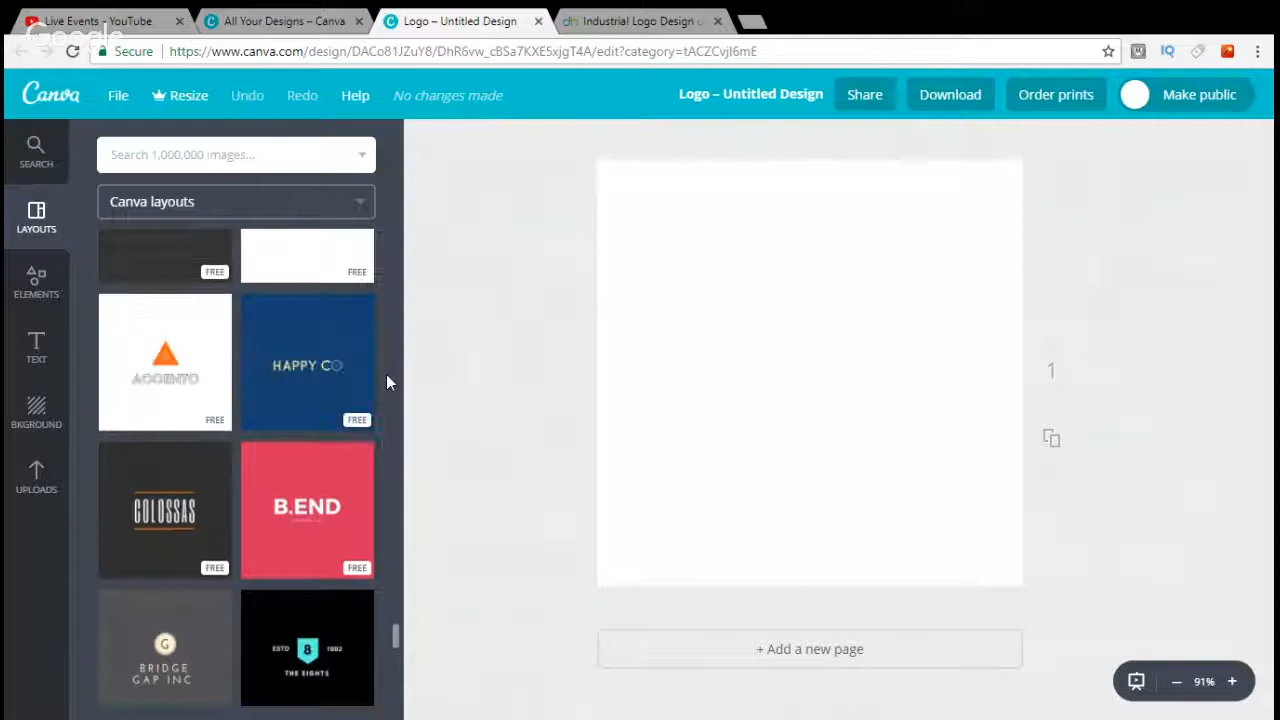 Live Events - YouTube
All Your Designs – Canva
Logo – Untitled Design
Industrial Logo Design
Google
Secure
https://www.canva.com/design/DACo81JZuY8/DhR6vw_cBSa7KXE5xjgT4A/edit?category=tACZCvjI6mE
IQ
Canva
File
Resize
Undo
Redo
Help
No changes made
Logo – Untitled Design
Share
Download
Order prints
Make public
SEARCH
LAYOUTS
ELEMENTS
TEXT
BKGROUND
UPLOADS
Search 1,000,000 images...
Canva layouts
FREE
FREE
ACCENTO
FREE
HAPPY CO
FREE
COLOSSAS
FREE
B.END
FREE
G
BRIDGE
GAP INC
ESTD 8 1992
THE EIGHTS
1
+ Add a new page
– 91% +